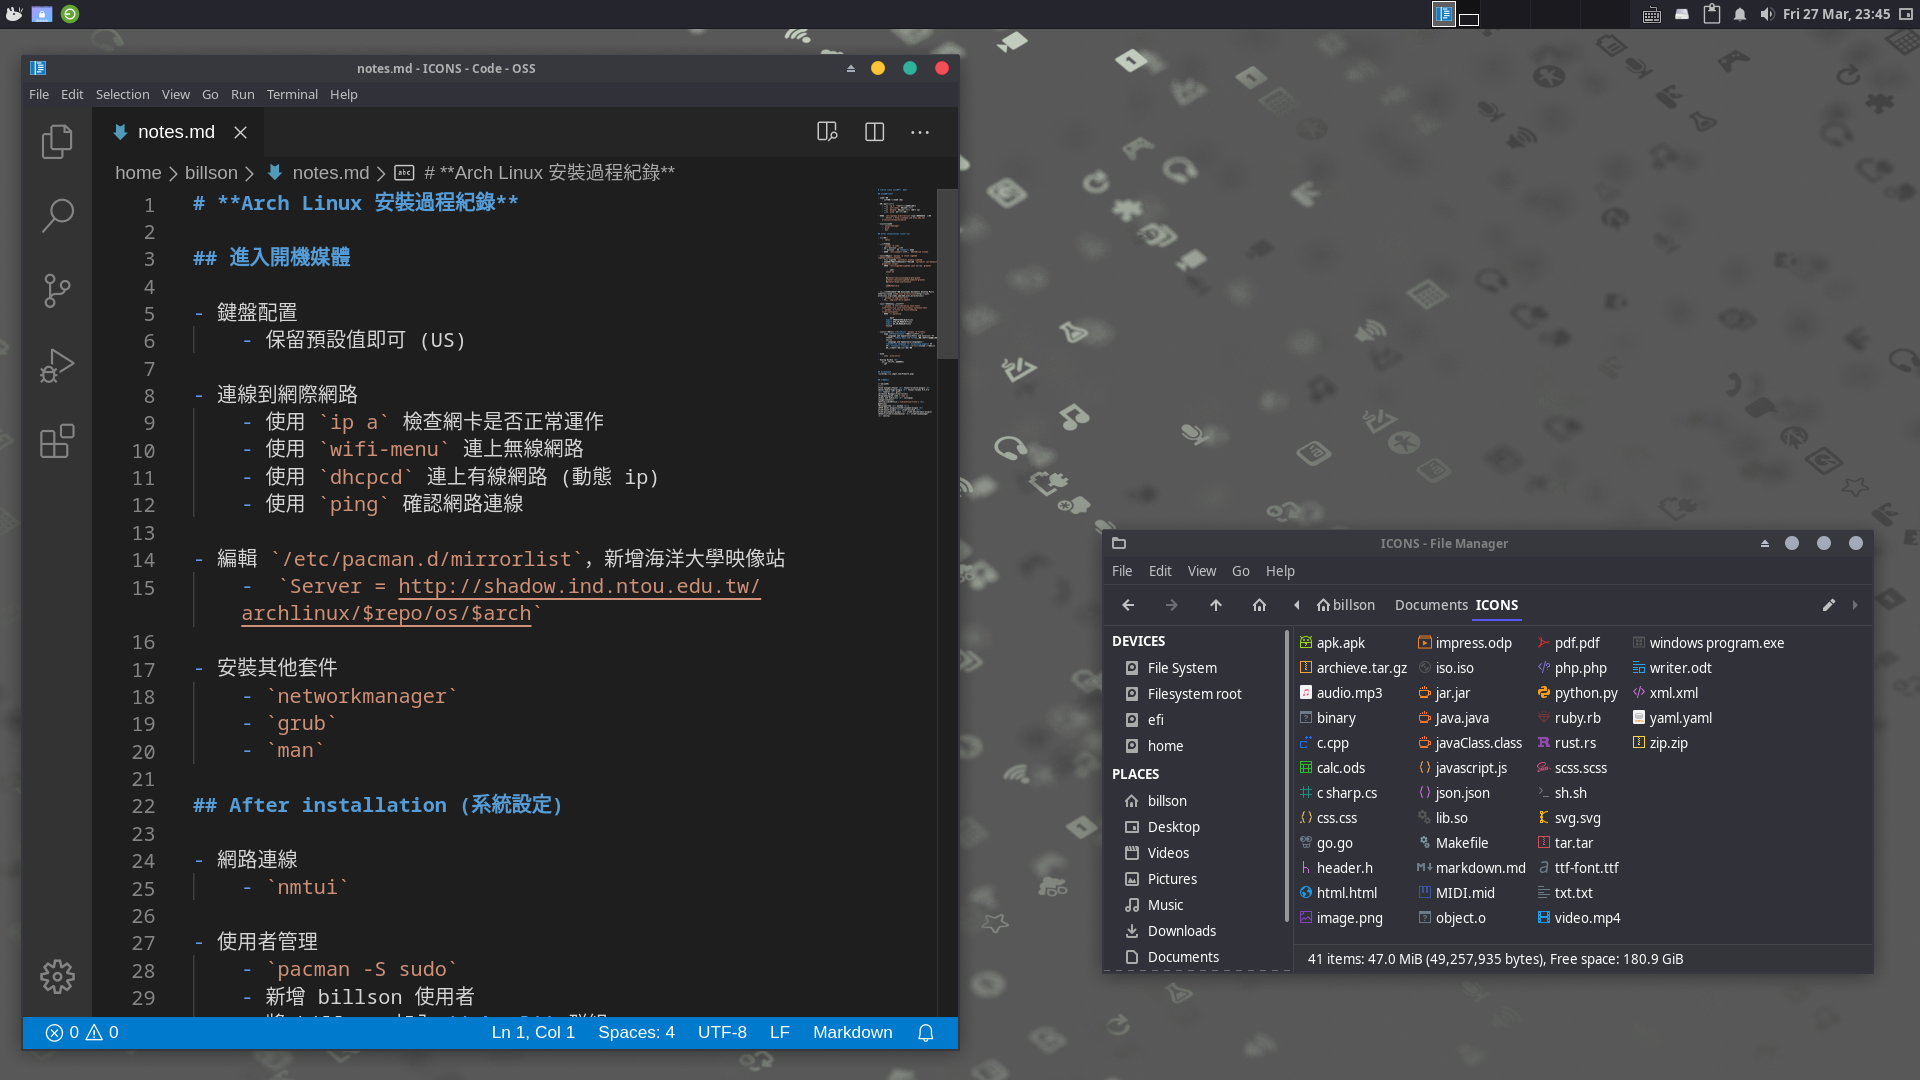 Fri 27 Mar, 23:45
notes.md - ICONS - Code - OSS
File Edit Selection View Go Run Terminal Help
notes.md
home billson notes.md # **Arch Linux 安裝過程紀錄**
1 # **Arch Linux 安裝過程紀錄**
2
3 ## 進入開機媒體
4
5 - 鍵盤配置
6 - 保留預設值即可 (US)
7
8 - 連線到網際網路
9 - 使用 `ip a` 檢查網卡是否正常運作
10 - 使用 `wifi-menu` 連上無線網路
11 - 使用 `dhcpcd` 連上有線網路 (動態 ip)
12 - 使用 `ping` 確認網路連線
13
14 - 編輯 `/etc/pacman.d/mirrorlist`，新增海洋大學映像站
15 - `Server = http://shadow.ind.ntou.edu.tw/
archlinux/$repo/os/$arch`
16
17 - 安裝其他套件
18 - `networkmanager`
19 - `grub`
20 - `man`
21
22 ## After installation (系統設定)
23
24 - 網路連線
25 - `nmtui`
26
27 - 使用者管理
28 - `pacman -S sudo`
29 - 新增 billson 使用者
0 0 Ln 1, Col 1 Spaces: 4 UTF-8 LF Markdown
ICONS - File Manager
File Edit View Go Help
billson Documents ICONS
DEVICES
File System
Filesystem root
efi
home
PLACES
billson
Desktop
Videos
Pictures
Music
Downloads
Documents
apk.apk impress.odp pdf.pdf windows program.exe
archieve.tar.gz iso.iso php.php writer.odt
audio.mp3 jar.jar python.py xml.xml
binary Java.java ruby.rb yaml.yaml
c.cpp javaClass.class rust.rs zip.zip
calc.ods javascript.js scss.scss
c sharp.cs json.json sh.sh
css.css lib.so svg.svg
go.go Makefile tar.tar
header.h markdown.md ttf-font.ttf
html.html MIDI.mid txt.txt
image.png object.o video.mp4
41 items: 47.0 MiB (49,257,935 bytes), Free space: 180.9 GiB